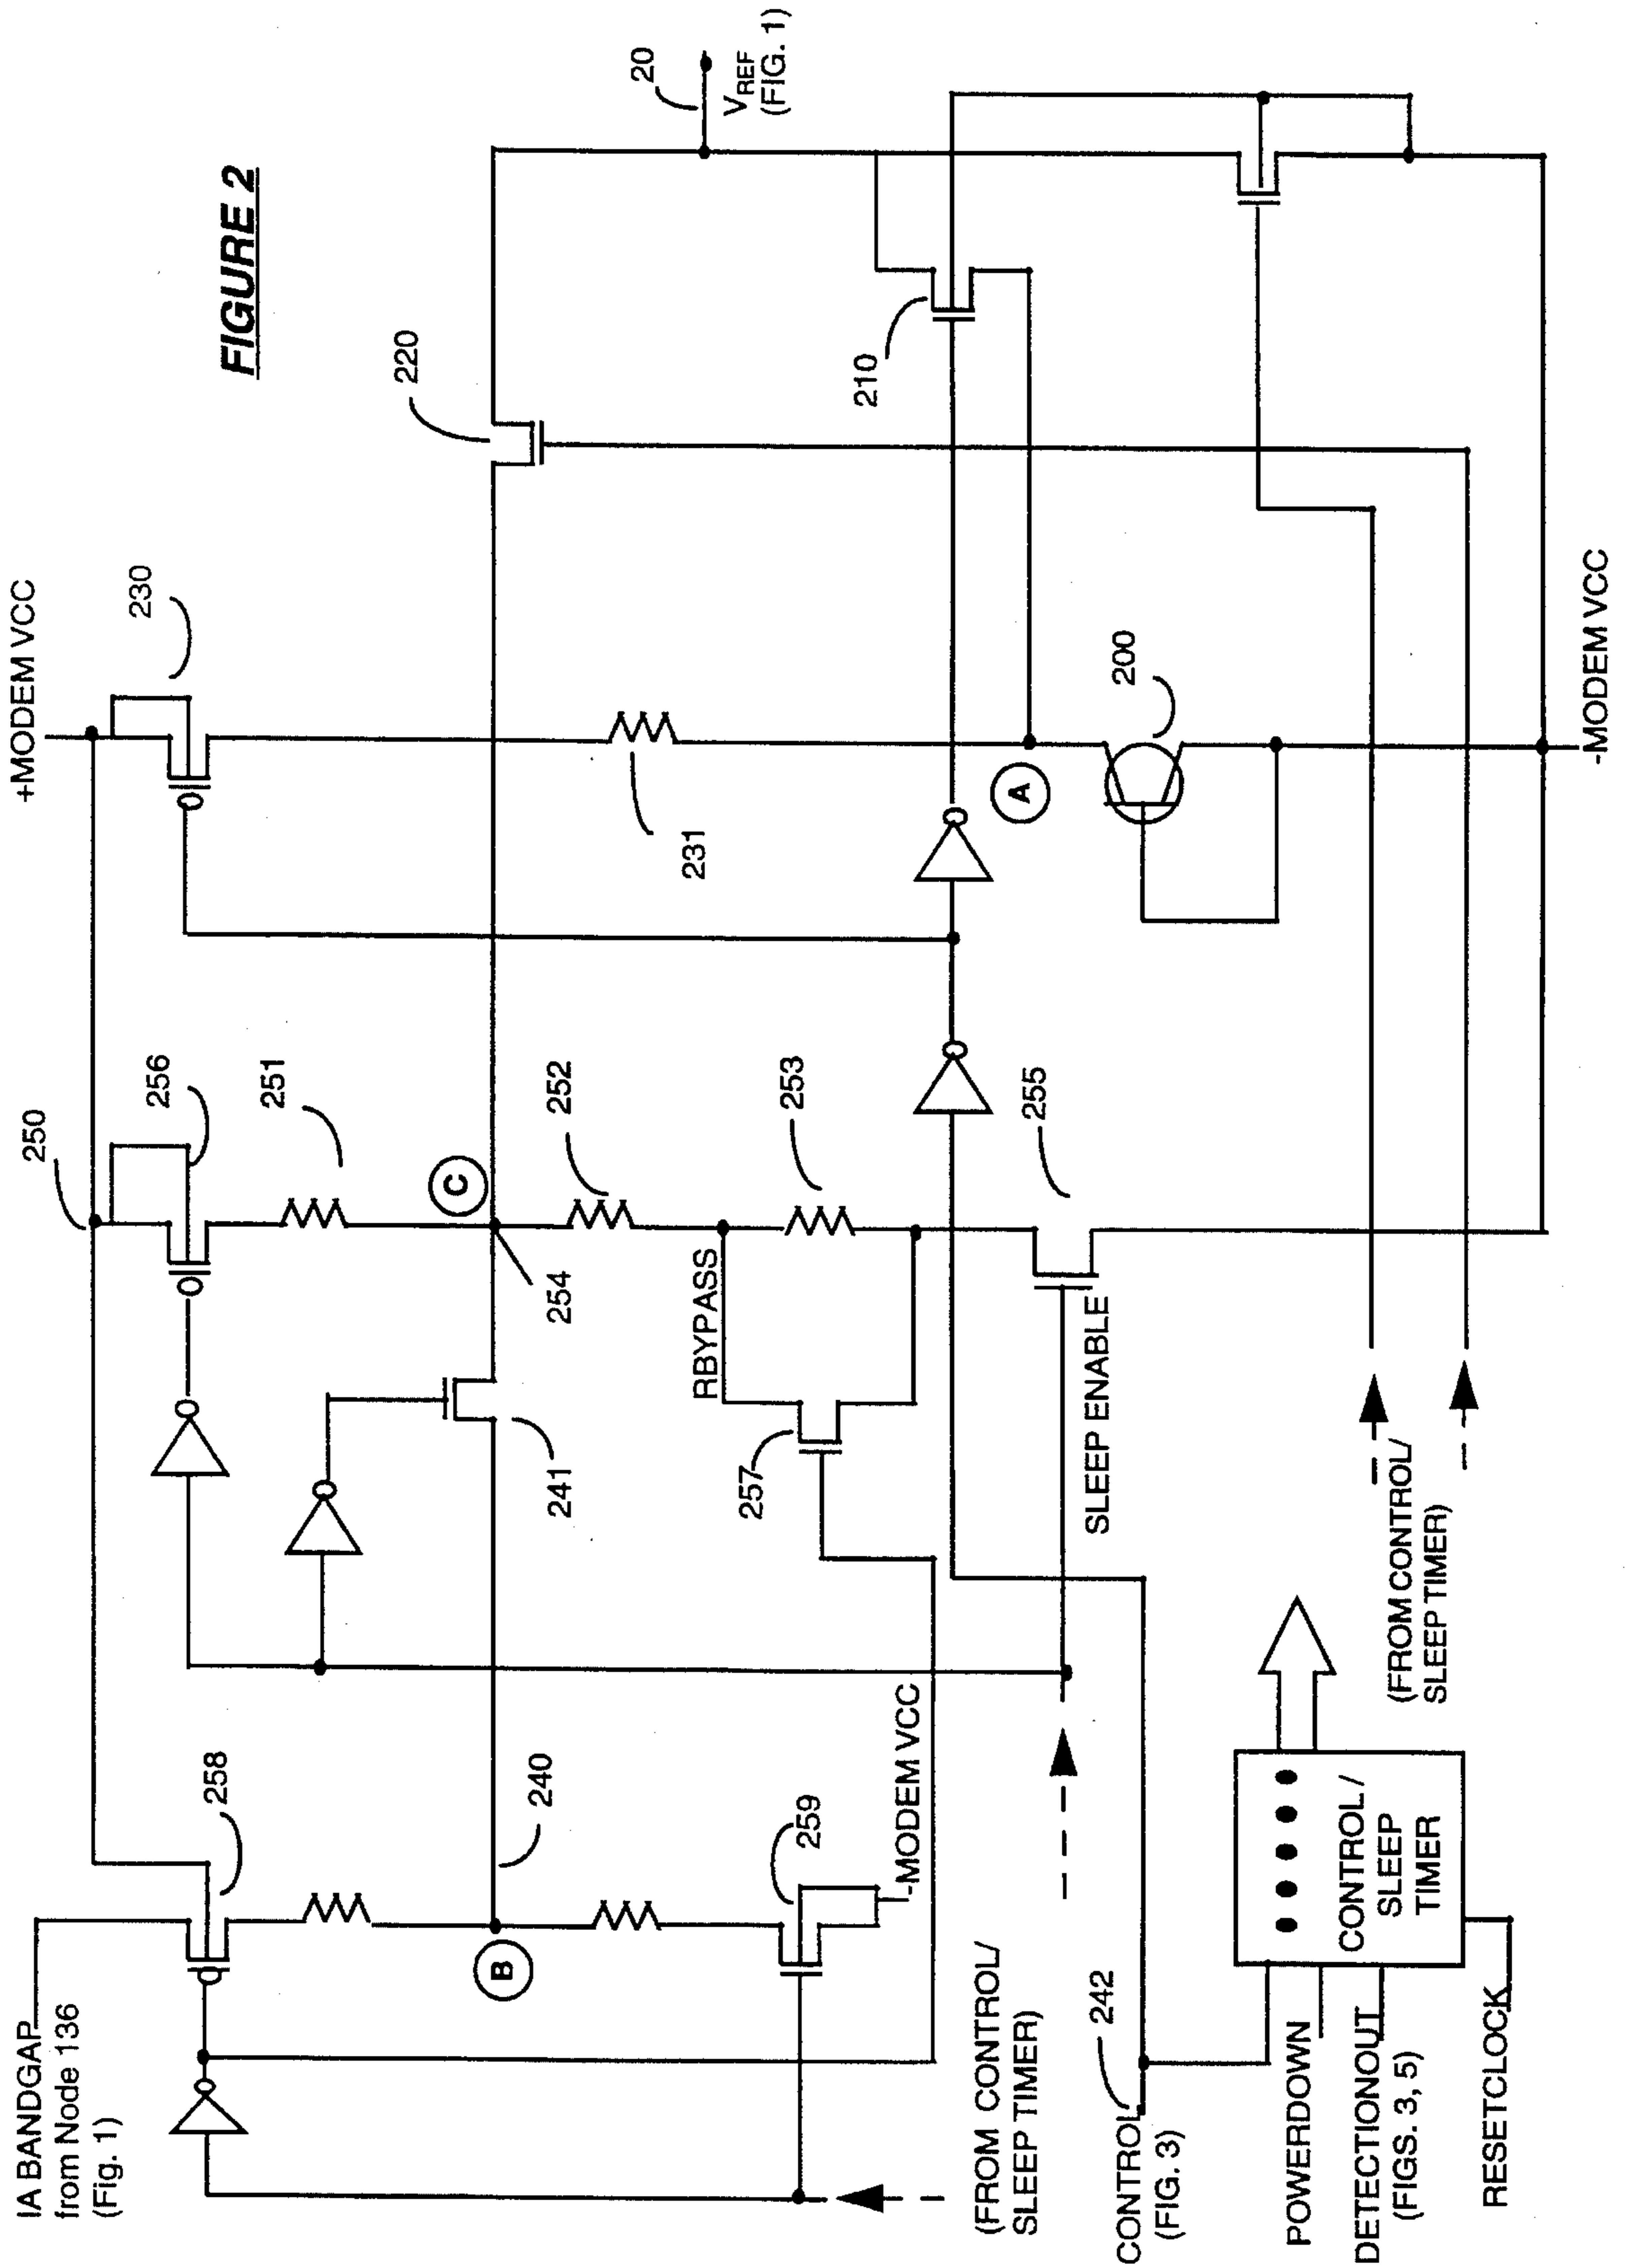 FIGURE 2
+MODEM VCC
230
231
A
200
-MODEM VCC
220
20
VREF
(FIG. 1)
210
250
256
251
C
252
254
RBYPASS
253
257
255
SLEEP ENABLE
241
240
IA BANDGAP
from Node 136
(Fig. 1)
258
B
259
-MODEM VCC
(FROM CONTROL/
SLEEP TIMER)
CONTROL
(FIG. 3)
242
POWERDOWN
DETECTIONOUT
(FIGS. 3, 5)
RESETCLOCK
CONTROL /
SLEEP
TIMER
(FROM CONTROL/
SLEEP TIMER)